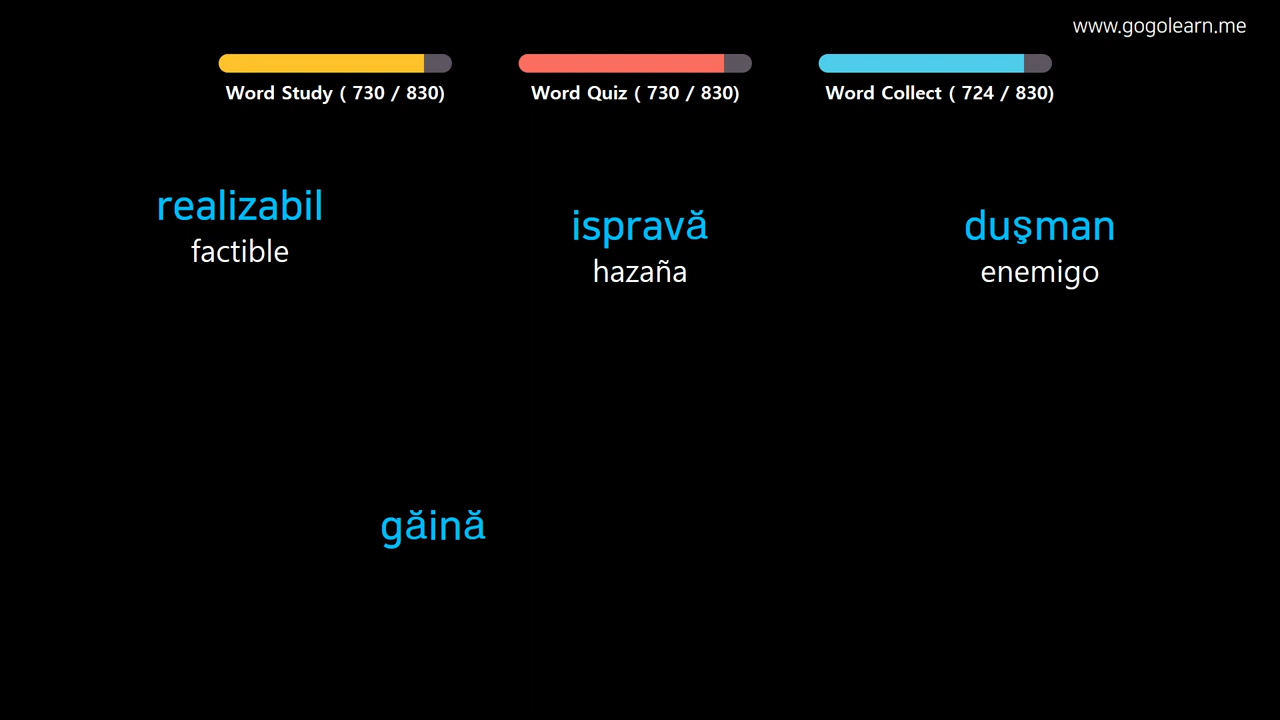 www.gogolearn.me
Word Study ( 730 / 830)
Word Quiz ( 730 / 830)
Word Collect ( 724 / 830)
realizabil
factible
ispravă
hazaña
duşman
enemigo
găină